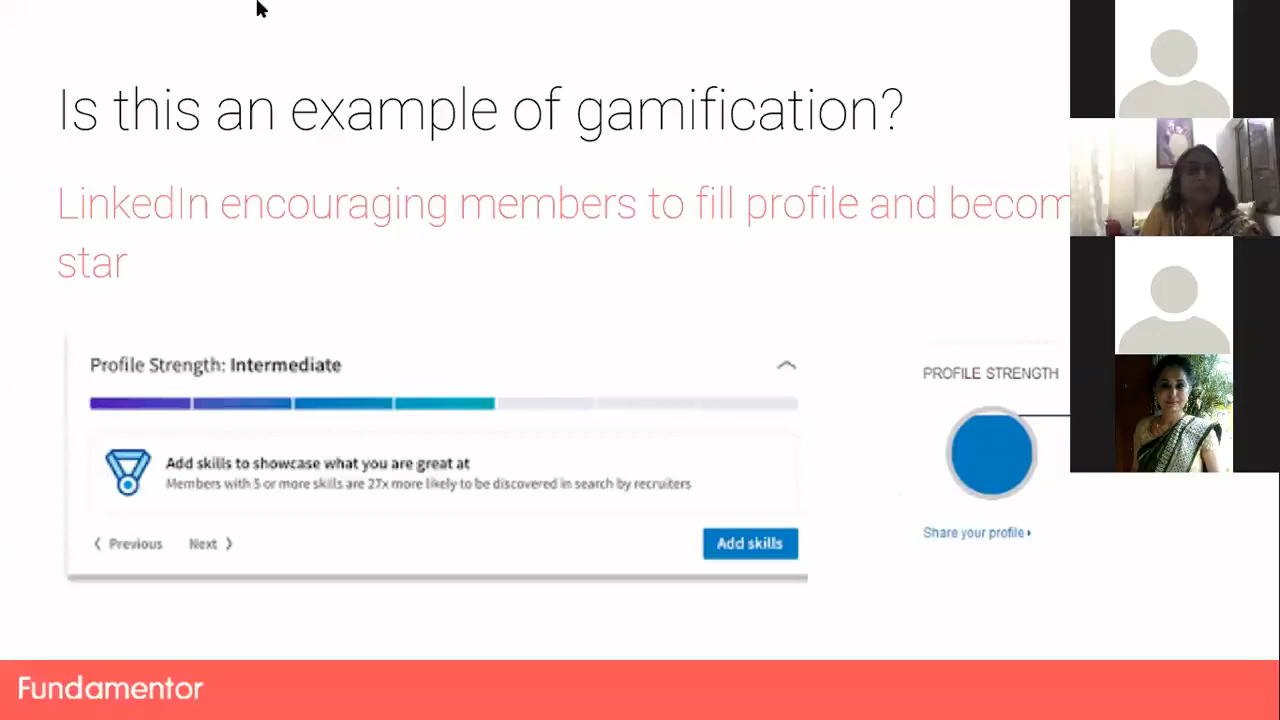 Is this an example of gamification?
LinkedIn encouraging members to fill profile and becom
star
Profile Strength: Intermediate
Add skills to showcase what you are great at
Members with 5 or more skills are 27x more likely to be discovered in search by recruiters
Previous
Next
Add skills
PROFILE STRENGTH
Share your profile
Fundamentor